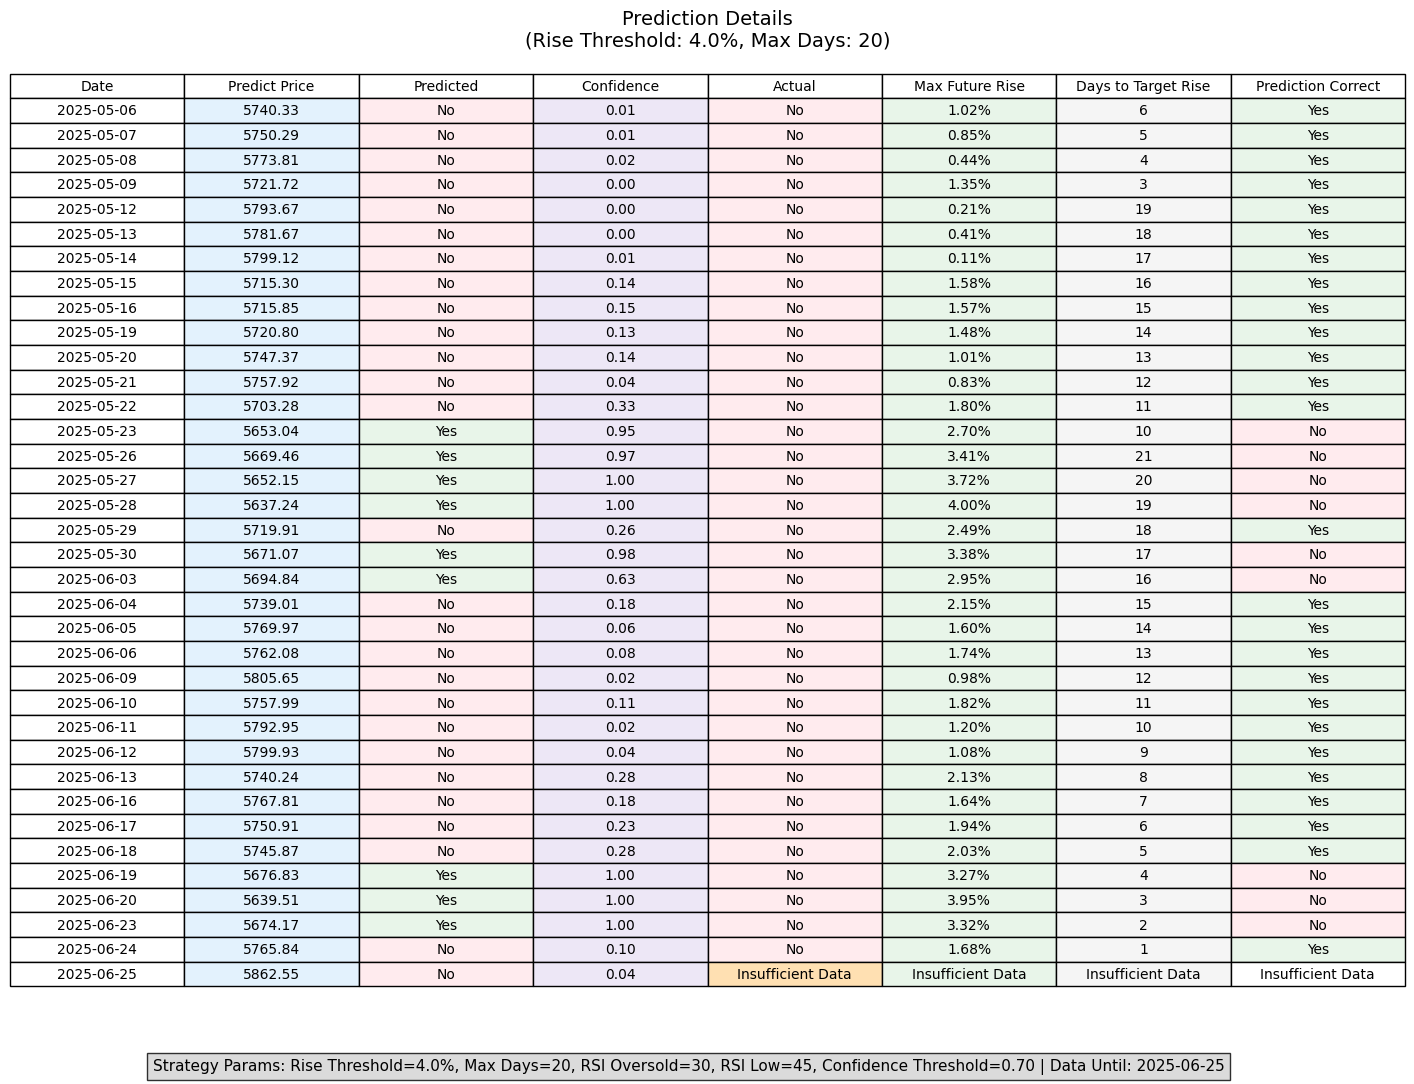 Prediction Details
(Rise Threshold: 4.0%, Max Days: 20)
Date Predict Price Predicted Confidence Actual Max Future Rise Days to Target Rise Prediction Correct
2025-05-06 5740.33 No 0.01 No 1.02% 6 Yes
2025-05-07 5750.29 No 0.01 No 0.85% 5 Yes
2025-05-08 5773.81 No 0.02 No 0.44% 4 Yes
2025-05-09 5721.72 No 0.00 No 1.35% 3 Yes
2025-05-12 5793.67 No 0.00 No 0.21% 19 Yes
2025-05-13 5781.67 No 0.00 No 0.41% 18 Yes
2025-05-14 5799.12 No 0.01 No 0.11% 17 Yes
2025-05-15 5715.30 No 0.14 No 1.58% 16 Yes
2025-05-16 5715.85 No 0.15 No 1.57% 15 Yes
2025-05-19 5720.80 No 0.13 No 1.48% 14 Yes
2025-05-20 5747.37 No 0.14 No 1.01% 13 Yes
2025-05-21 5757.92 No 0.04 No 0.83% 12 Yes
2025-05-22 5703.28 No 0.33 No 1.80% 11 Yes
2025-05-23 5653.04 Yes 0.95 No 2.70% 10 No
2025-05-26 5669.46 Yes 0.97 No 3.41% 21 No
2025-05-27 5652.15 Yes 1.00 No 3.72% 20 No
2025-05-28 5637.24 Yes 1.00 No 4.00% 19 No
2025-05-29 5719.91 No 0.26 No 2.49% 18 Yes
2025-05-30 5671.07 Yes 0.98 No 3.38% 17 No
2025-06-03 5694.84 Yes 0.63 No 2.95% 16 No
2025-06-04 5739.01 No 0.18 No 2.15% 15 Yes
2025-06-05 5769.97 No 0.06 No 1.60% 14 Yes
2025-06-06 5762.08 No 0.08 No 1.74% 13 Yes
2025-06-09 5805.65 No 0.02 No 0.98% 12 Yes
2025-06-10 5757.99 No 0.11 No 1.82% 11 Yes
2025-06-11 5792.95 No 0.02 No 1.20% 10 Yes
2025-06-12 5799.93 No 0.04 No 1.08% 9 Yes
2025-06-13 5740.24 No 0.28 No 2.13% 8 Yes
2025-06-16 5767.81 No 0.18 No 1.64% 7 Yes
2025-06-17 5750.91 No 0.23 No 1.94% 6 Yes
2025-06-18 5745.87 No 0.28 No 2.03% 5 Yes
2025-06-19 5676.83 Yes 1.00 No 3.27% 4 No
2025-06-20 5639.51 Yes 1.00 No 3.95% 3 No
2025-06-23 5674.17 Yes 1.00 No 3.32% 2 No
2025-06-24 5765.84 No 0.10 No 1.68% 1 Yes
2025-06-25 5862.55 No 0.04 Insufficient Data Insufficient Data Insufficient Data Insufficient Data
Strategy Params: Rise Threshold=4.0%, Max Days=20, RSI Oversold=30, RSI Low=45, Confidence Threshold=0.70 | Data Until: 2025-06-25